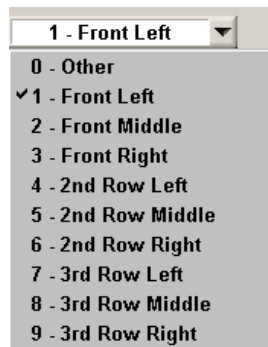 1 - Front Left
0 - Other
1 - Front Left
2 - Front Middle
3 - Front Right
4 - 2nd Row Left
5 - 2nd Row Middle
6 - 2nd Row Right
7 - 3rd Row Left
8 - 3rd Row Middle
9 - 3rd Row Right